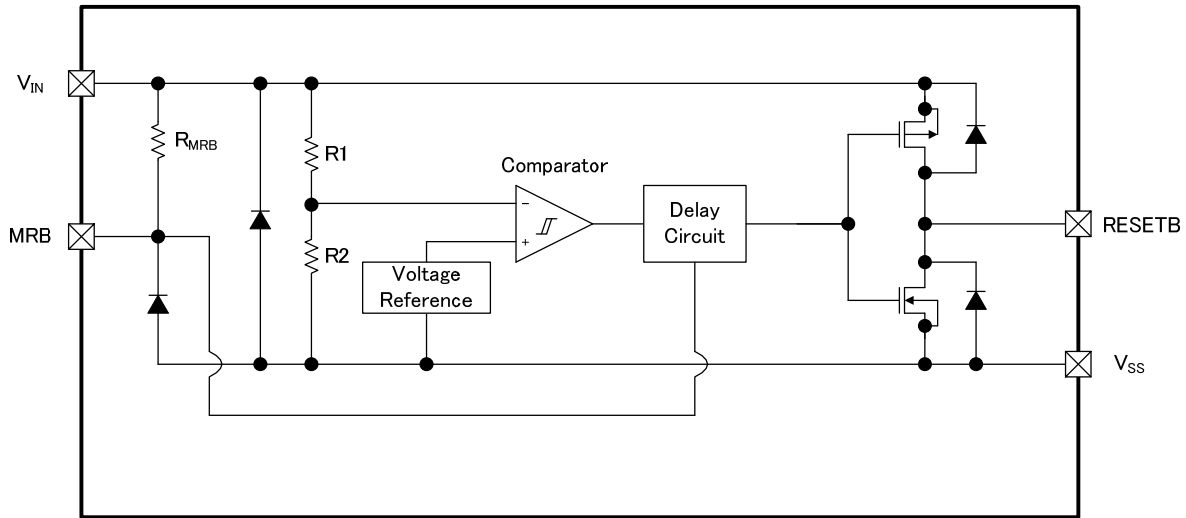 V_IN
R_MRB
R1
Comparator
−
+
MRB
R2
Voltage
Reference
Delay
Circuit
RESETB
V_SS